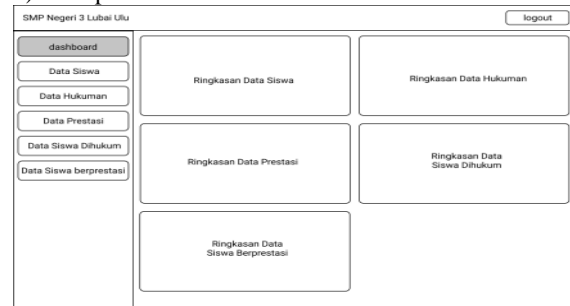 SMP Negeri 3 Lubai Ulu
logout
dashboard
Data Siswa
Data Hukuman
Data Prestasi
Data Siswa Dihukum
Data Siswa berprestasi
Ringkasan Data Siswa
Ringkasan Data Hukuman
Ringkasan Data Prestasi
Ringkasan Data
Siswa Dihukum
Ringkasan Data
Siswa Berprestasi